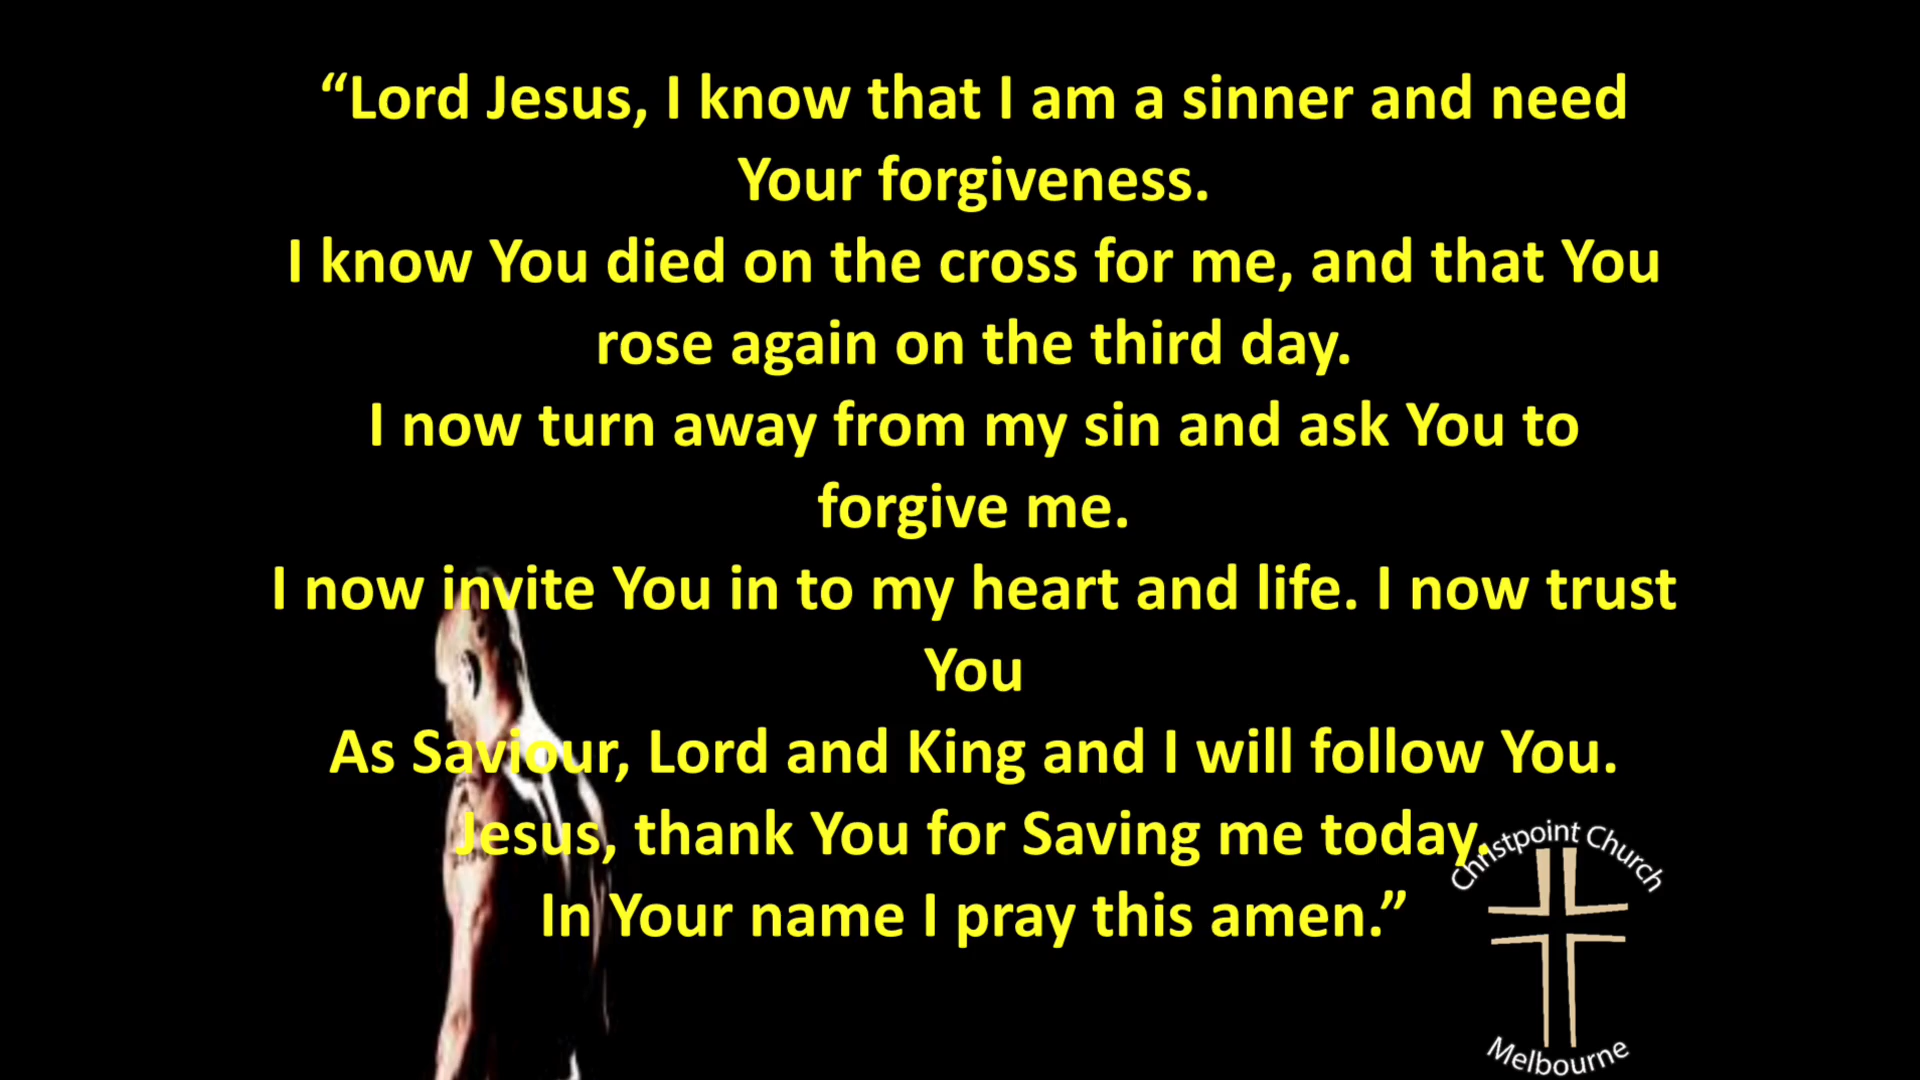 “Lord Jesus, I know that I am a sinner and need
Your forgiveness.
I know You died on the cross for me, and that You
rose again on the third day.
I now turn away from my sin and ask You to
forgive me.
I now invite You in to my heart and life. I now trust
You
As Saviour, Lord and King and I will follow You.
Jesus, thank You for Saving me today.
In Your name I pray this amen.”
Christpoint Church
Melbourne